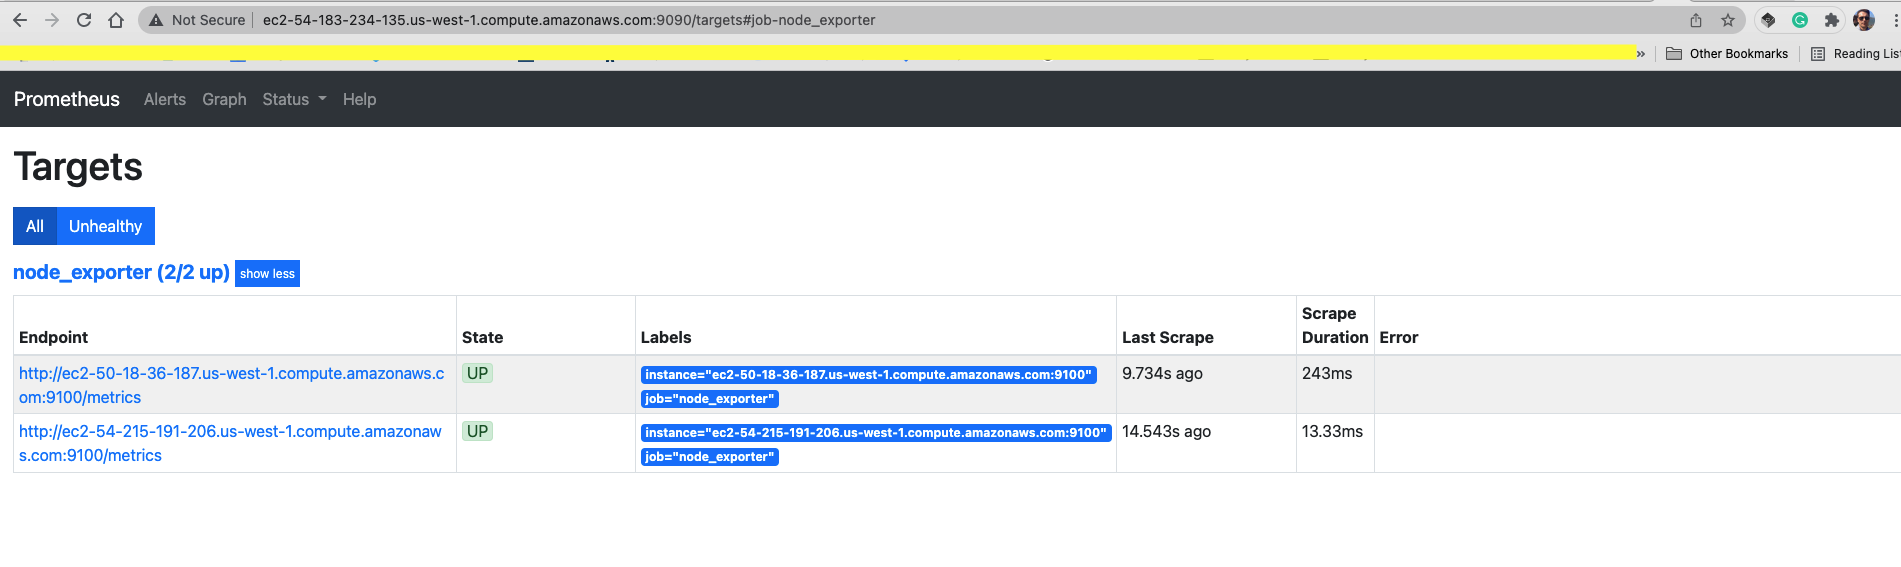 Not Secure ec2-54-183-234-135.us-west-1.compute.amazonaws.com:9090/targets#job-node_exporter
» Other Bookmarks Reading Lis
Prometheus Alerts Graph Status Help
Targets
All Unhealthy
node_exporter (2/2 up) show less
Scrape
Endpoint State Labels Last Scrape Duration Error
http://ec2-50-18-36-187.us-west-1.compute.amazonaws.c UP instance="ec2-50-18-36-187.us-west-1.compute.amazonaws.com:9100" 9.734s ago 243ms
om:9100/metrics job="node_exporter"
http://ec2-54-215-191-206.us-west-1.compute.amazonaw UP instance="ec2-54-215-191-206.us-west-1.compute.amazonaws.com:9100" 14.543s ago 13.33ms
s.com:9100/metrics job="node_exporter"